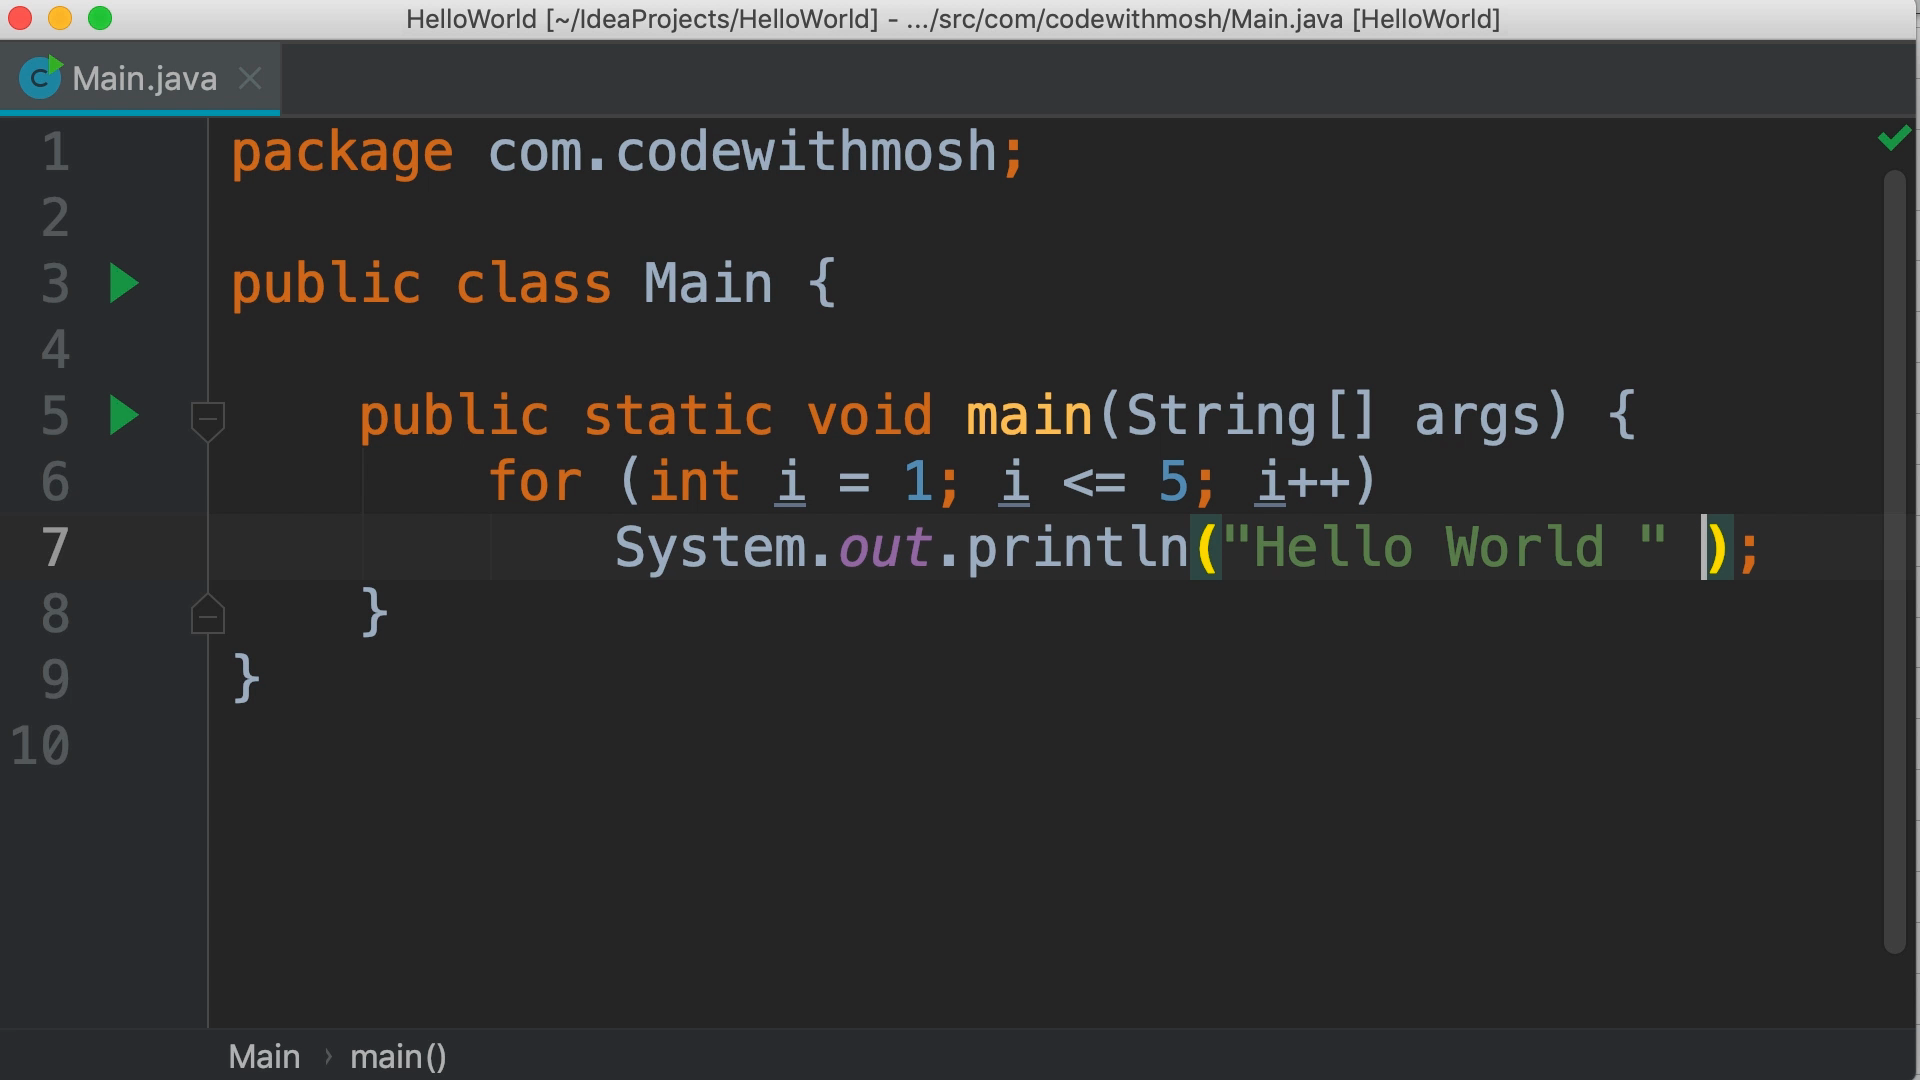 HelloWorld [~/IdeaProjects/HelloWorld] - .../src/com/codewithmosh/Main.java [HelloWorld]
C Main.java
1 package com.codewithmosh;
2
3 public class Main {
4
5     public static void main(String[] args) {
6         for (int i = 1; i <= 5; i++)
7             System.out.println("Hello World " );
8     }
9 }
10
Main › main()